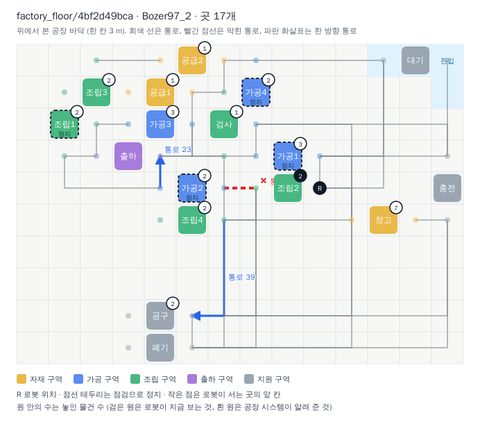 factory_floor/4bf2d49bca · Bozer97_2 · 곳 17개
위에서 본 공장 바닥 (한 칸 3 m). 회색 선은 통로, 빨간 점선은 막힌 통로, 파란 화살표는 한 방향 통로
공급2 1
대기
조립3 2
공급1 1
가공4 2
정지
조립1 2
정지
가공3 3
검사 1
출하
통로 23
가공1 3
정지
가공2 2
정지
조립2 2
R
충전
조립4 2
창고 7
통로 39
공구 2
폐기
자재 구역 가공 구역 조립 구역 출하 구역 지원 구역
R 로봇 위치 · 점선 테두리는 점검으로 정지 · 작은 점은 로봇이 서는 곳의 앞 칸
원 안의 수는 놓인 물건 수 (검은 원은 로봇이 지금 보는 것, 흰 원은 공장 시스템이 알려 준 것)